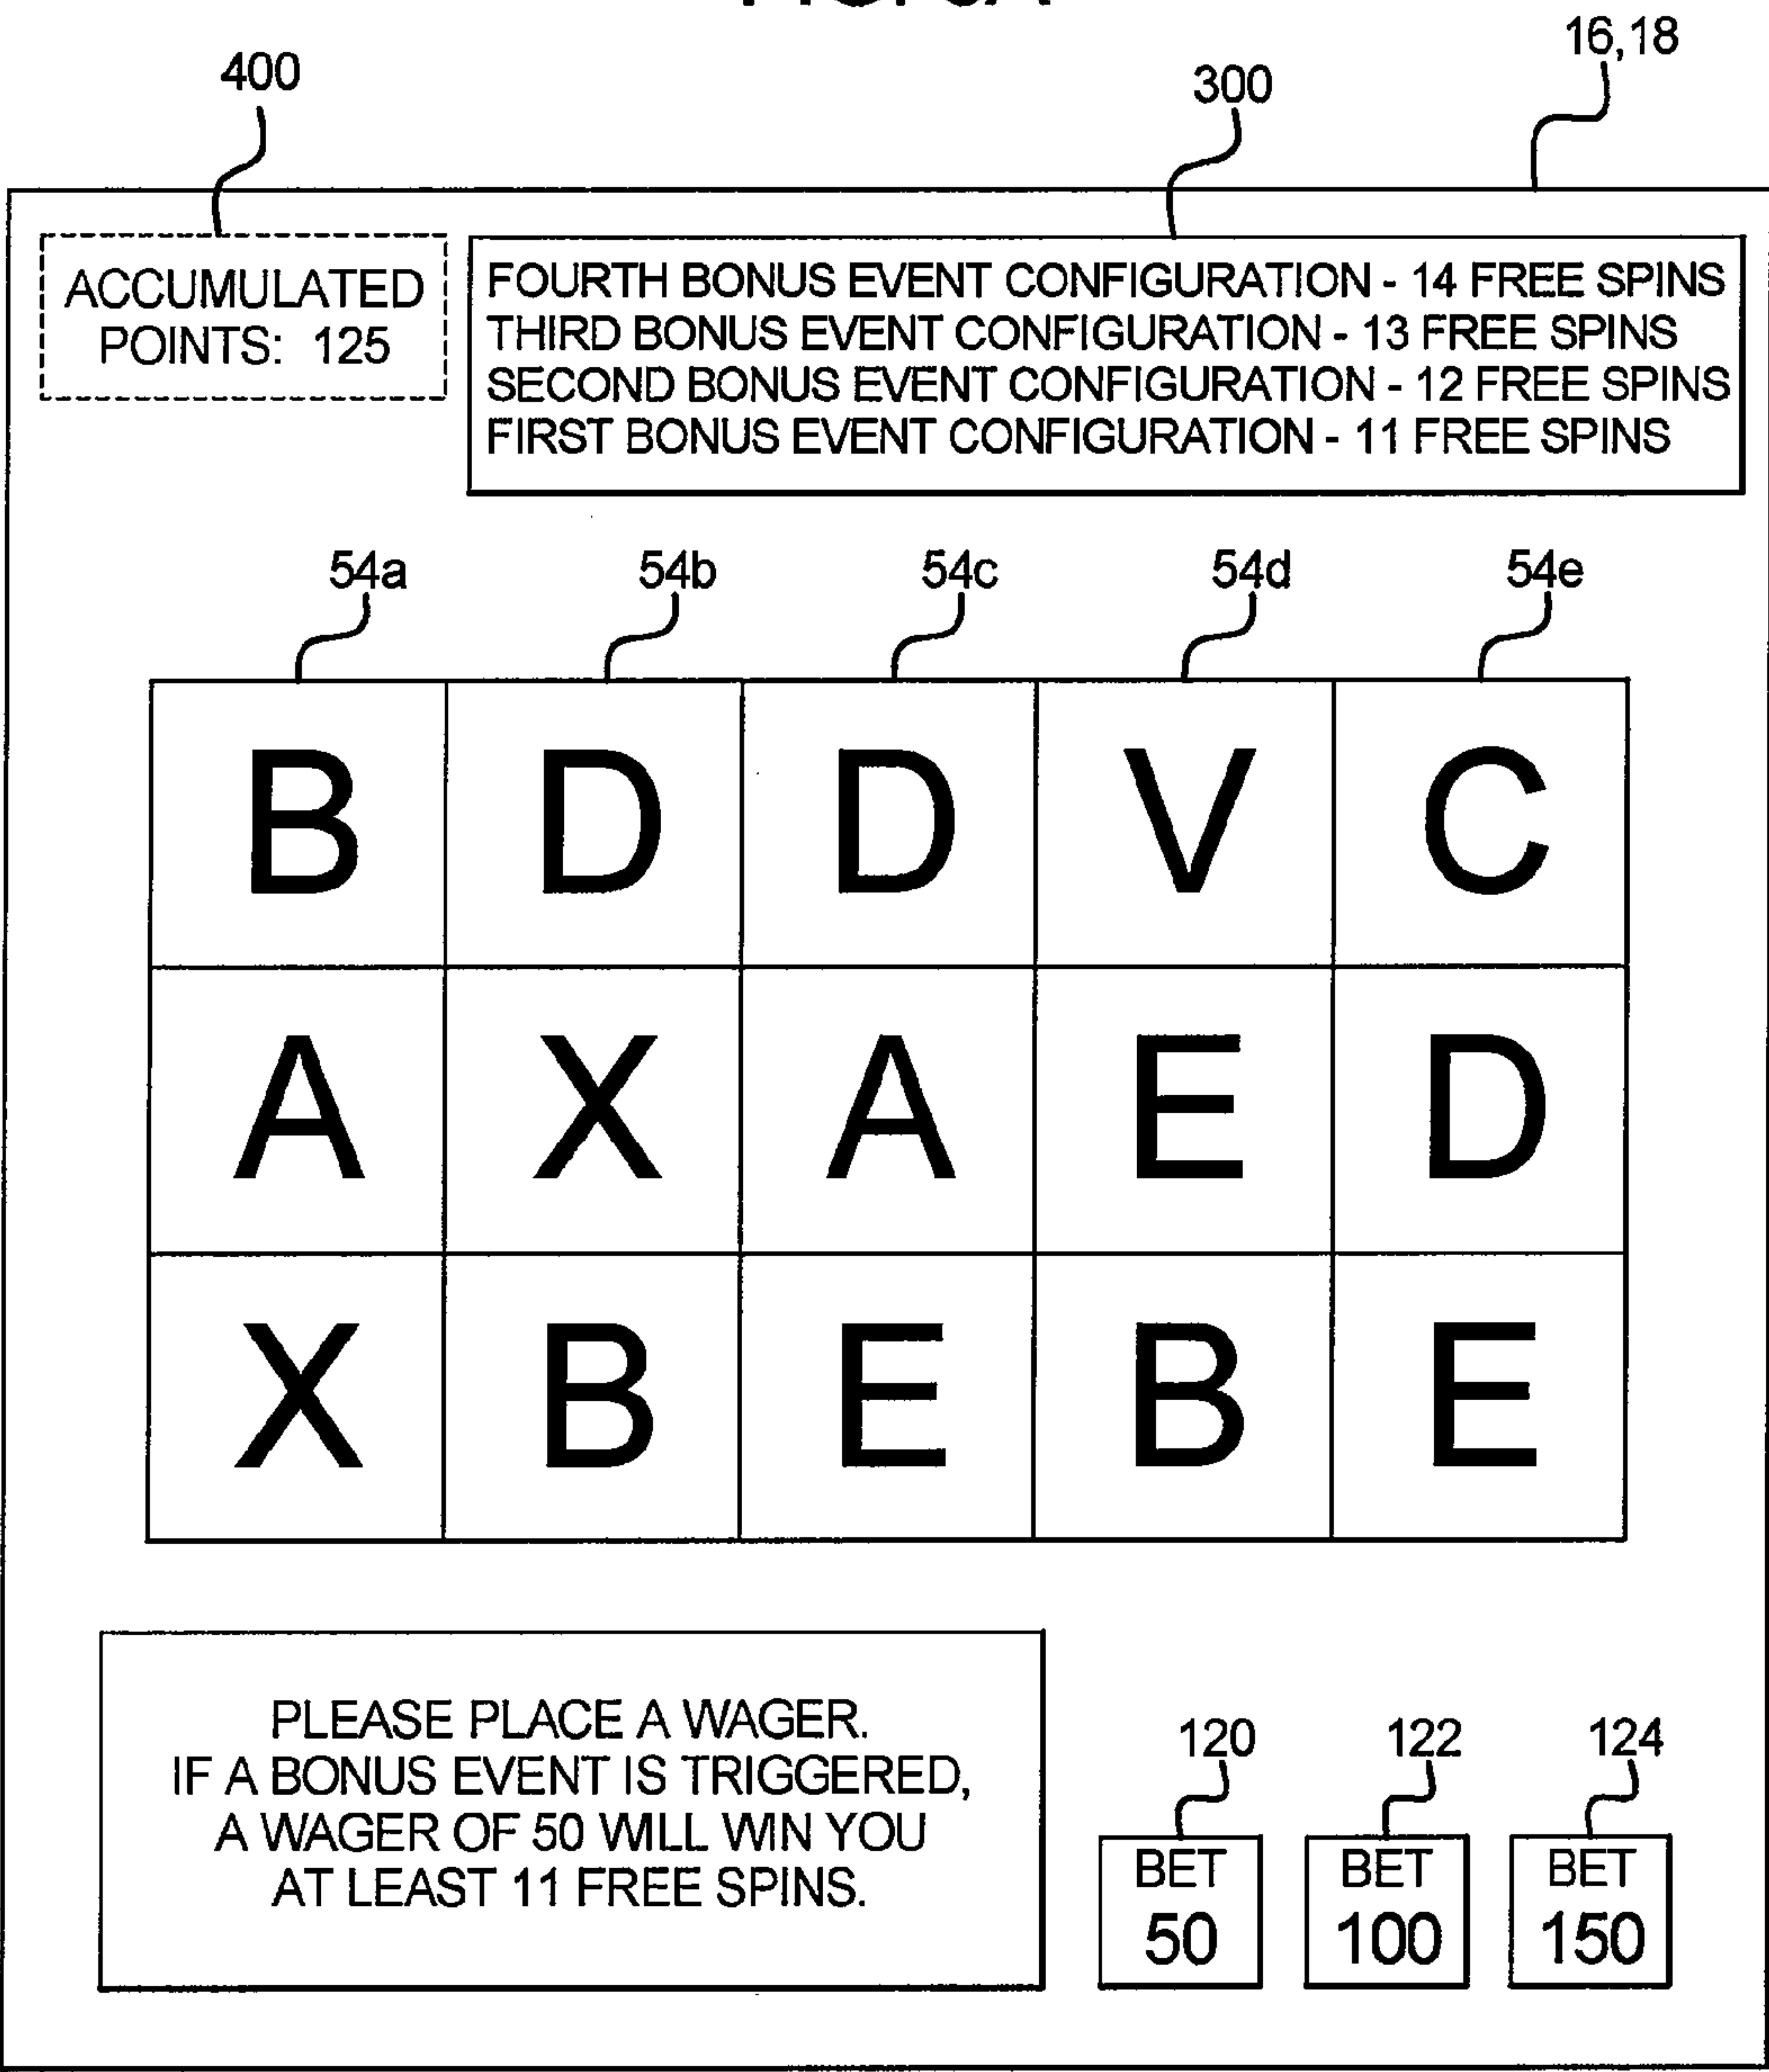 16,18
400
300
ACCUMULATED
POINTS: 125
FOURTH BONUS EVENT CONFIGURATION - 14 FREE SPINS
THIRD BONUS EVENT CONFIGURATION - 13 FREE SPINS
SECOND BONUS EVENT CONFIGURATION - 12 FREE SPINS
FIRST BONUS EVENT CONFIGURATION - 11 FREE SPINS
54a 54b 54c 54d 54e
B D D V C
A X A E D
X B E B E
PLEASE PLACE A WAGER.
IF A BONUS EVENT IS TRIGGERED,
A WAGER OF 50 WILL WIN YOU
AT LEAST 11 FREE SPINS.
120 122 124
BET BET BET
50 100 150